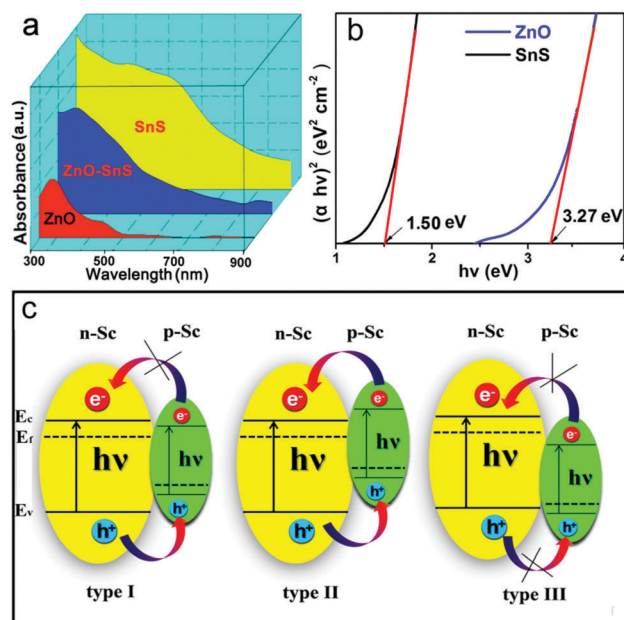 a
Absorbance (a.u.)
SnS
ZnO-SnS
ZnO
300
500
700
900
Wavelength (nm)
b
ZnO
SnS
(α hν)² (eV² cm⁻²)
1.50 eV
3.27 eV
1 2 3 4
hν (eV)
c
n-Sc p-Sc n-Sc p-Sc n-Sc p-Sc
e⁻ e⁻ e⁻ e⁻ e⁻ e⁻
Ec
Ef
hν hν hν hν hν hν
Ev
h⁺ h⁺ h⁺ h⁺ h⁺ h⁺
type I type II type III